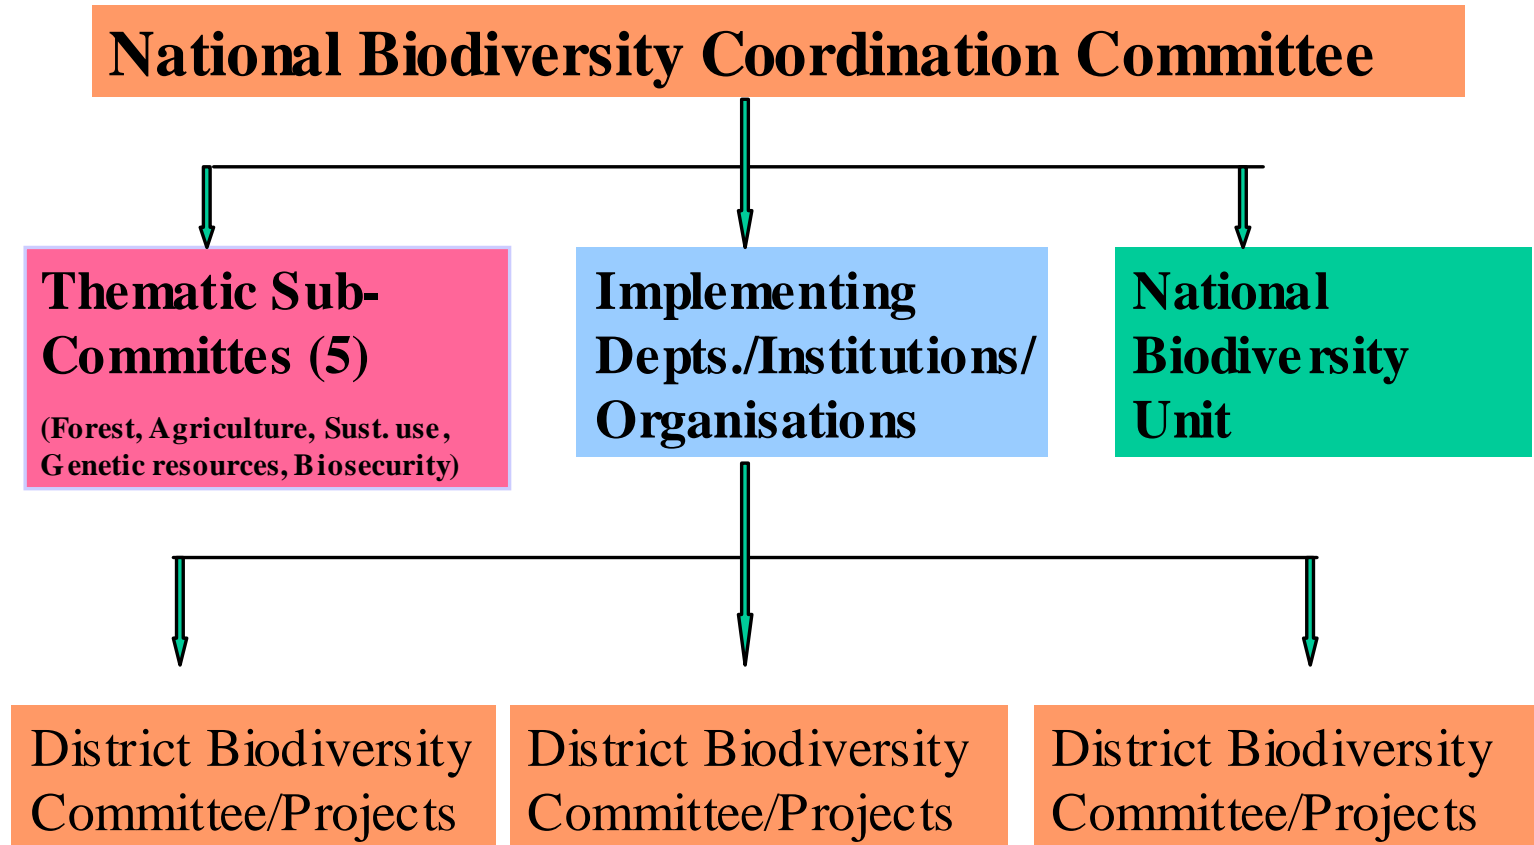 National Biodiversity Coordination Committee
Thematic Sub-
Committes (5)
(Forest, Agriculture, Sust. use,
Genetic resources, Biosecurity)
Implementing
Depts./Institutions/
Organisations
National
Biodiversity
Unit
District Biodiversity
Committee/Projects
District Biodiversity
Committee/Projects
District Biodiversity
Committee/Projects